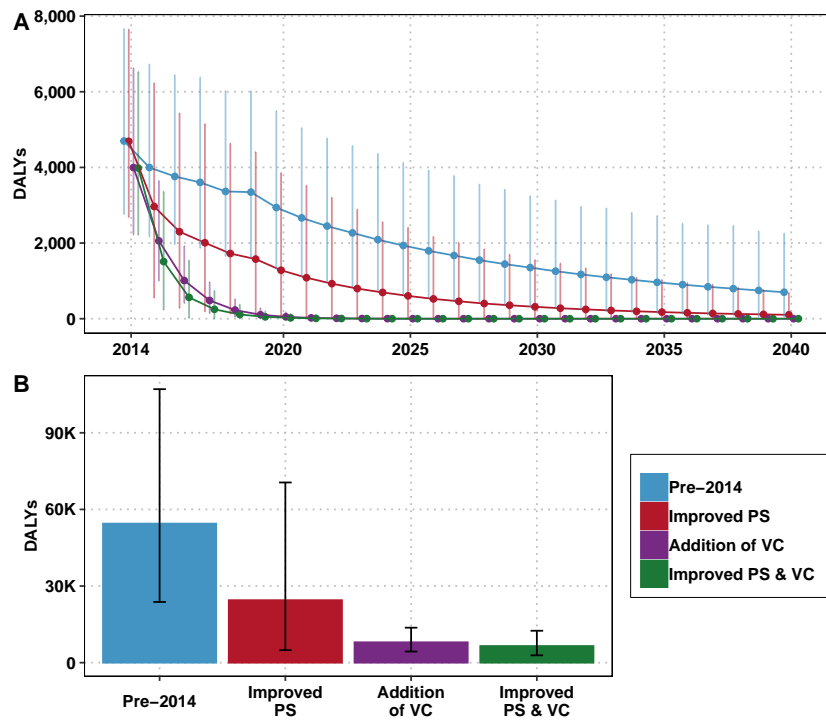 A
8,000
6,000
4,000
2,000
0
DALYs
2014 2020 2025 2030 2035 2040
B
90K
60K
30K
0
DALYs
Pre−2014
Improved
PS
Addition
of VC
Improved
PS & VC
Pre−2014
Improved PS
Addition of VC
Improved PS & VC